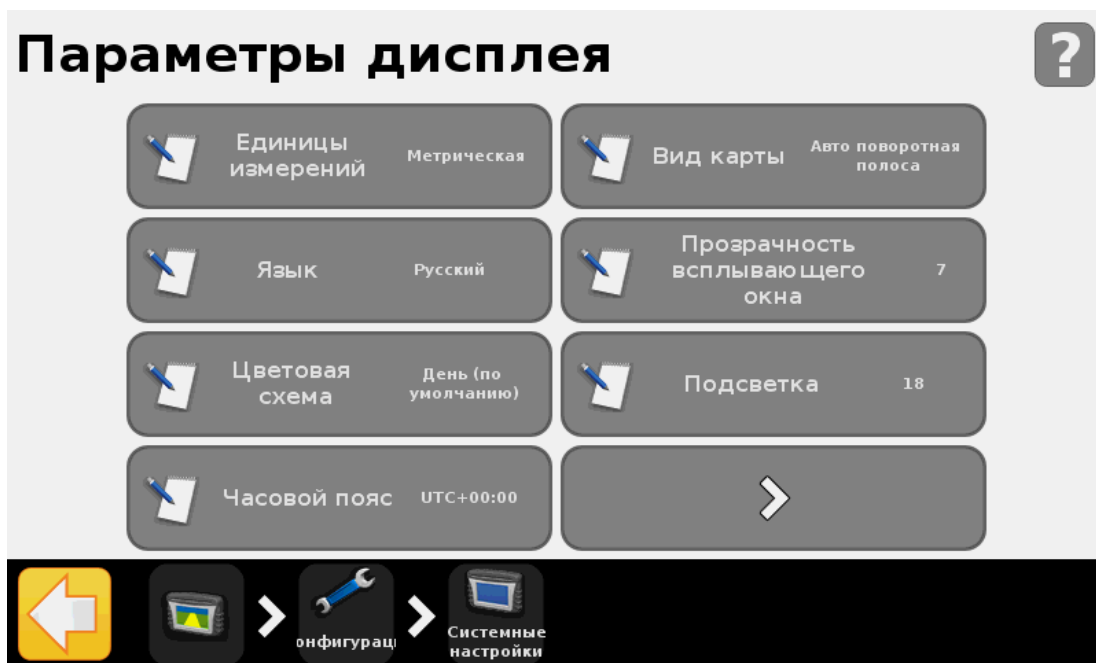 Параметры дисплея
?
Единицы
измерений
Метрическая
Вид карты
Авто поворотная
полоса
Язык
Русский
Прозрачность
всплывающего
окна
7
Цветовая
схема
День (по
умолчанию)
Подсветка
18
Часовой пояс
UTC+00:00
онфигурац
Системные
настройки